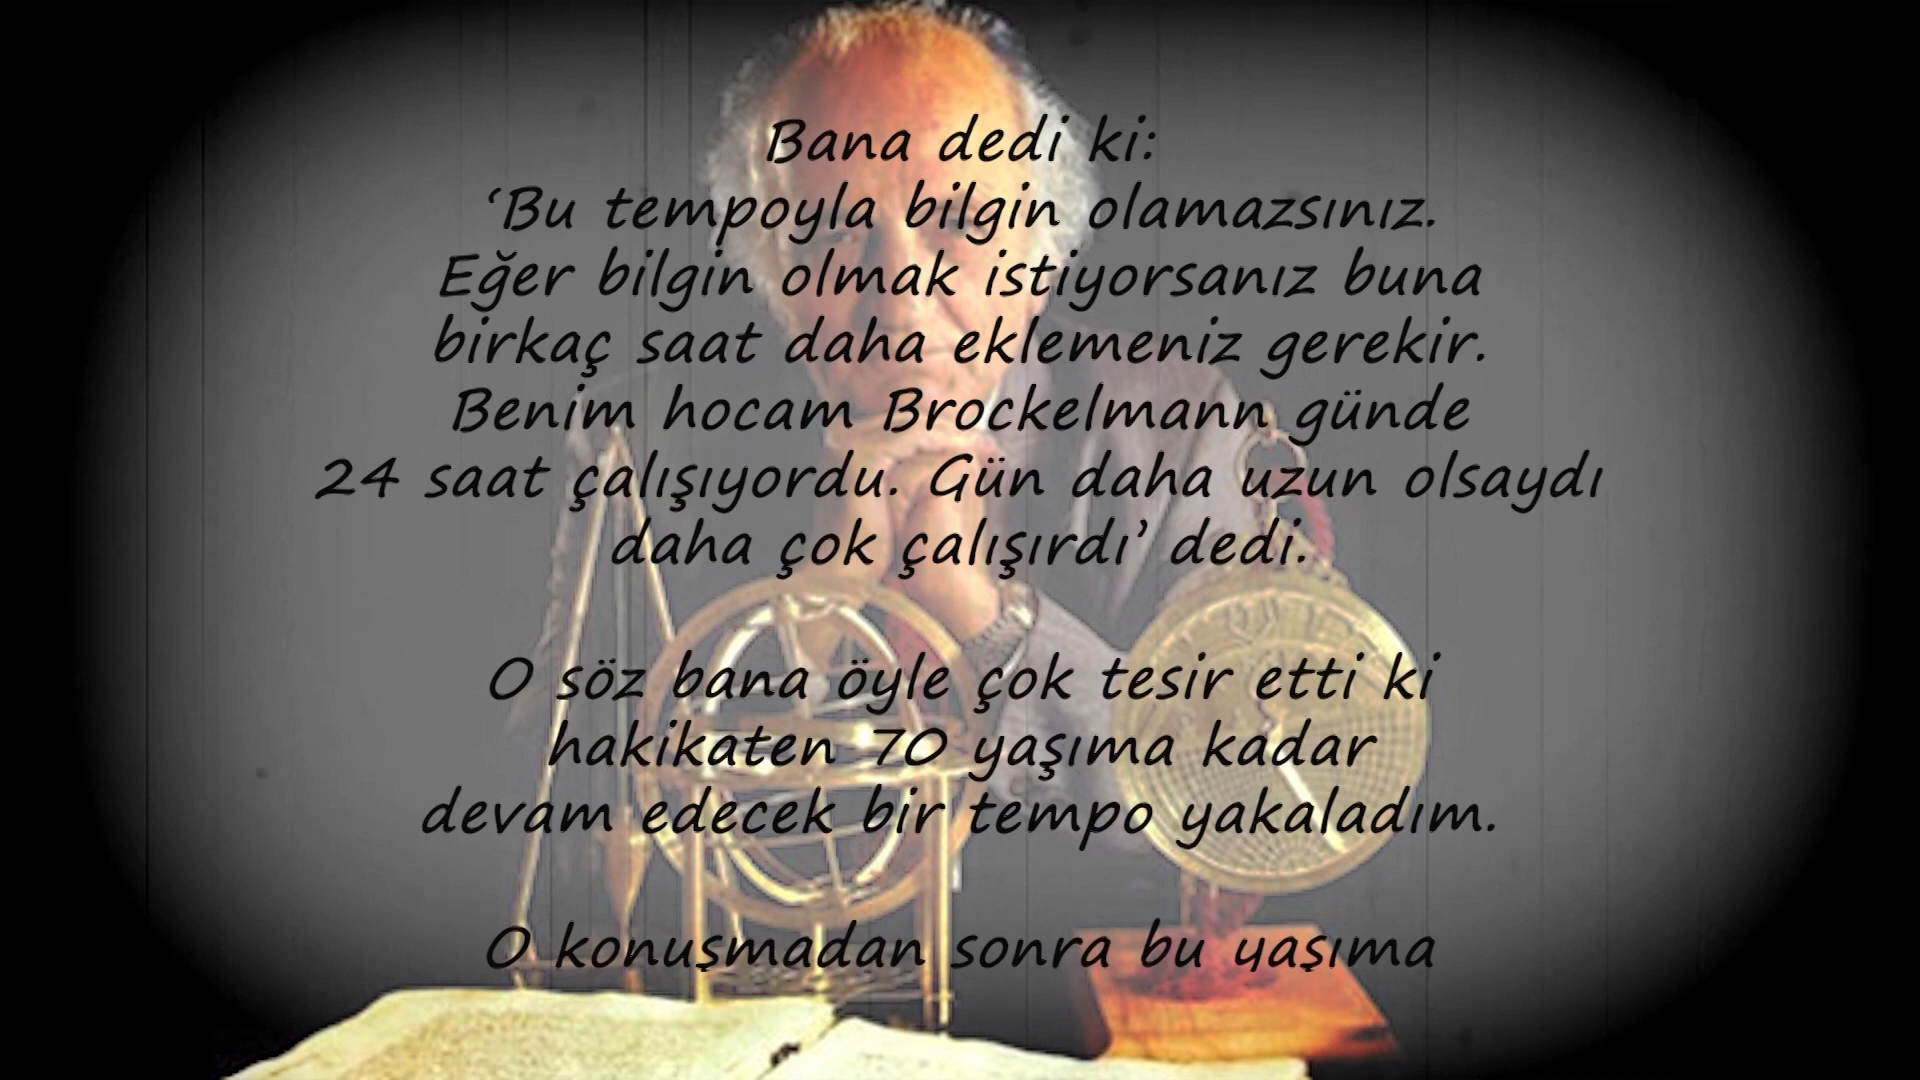 Bana dedi ki:
‘Bu tempoyla bilgin olamazsınız.
Eğer bilgin olmak istiyorsanız buna
birkaç saat daha eklemeniz gerekir.
Benim hocam Brockelmann günde
24 saat çalışıyordu. Gün daha uzun olsaydı
daha çok çalışırdı’ dedi.
O söz bana öyle çok tesir etti ki
hakikaten 70 yaşıma kadar
devam edecek bir tempo yakaladım.
O konuşmadan sonra bu yaşıma